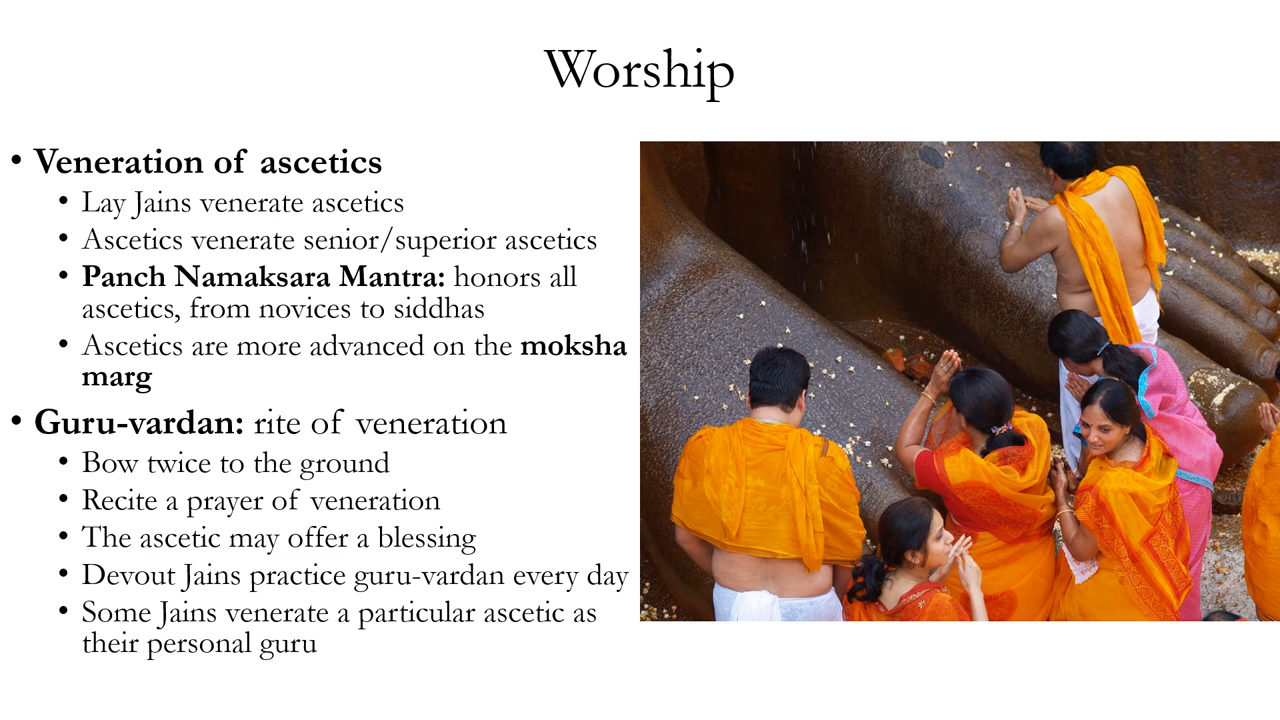 Worship
• Veneration of ascetics
• Lay Jains venerate ascetics
• Ascetics venerate senior/superior ascetics
• Panch Namaksara Mantra: honors all
ascetics, from novices to siddhas
• Ascetics are more advanced on the moksha
marg
• Guru-vardan: rite of veneration
• Bow twice to the ground
• Recite a prayer of veneration
• The ascetic may offer a blessing
• Devout Jains practice guru-vardan every day
• Some Jains venerate a particular ascetic as
their personal guru